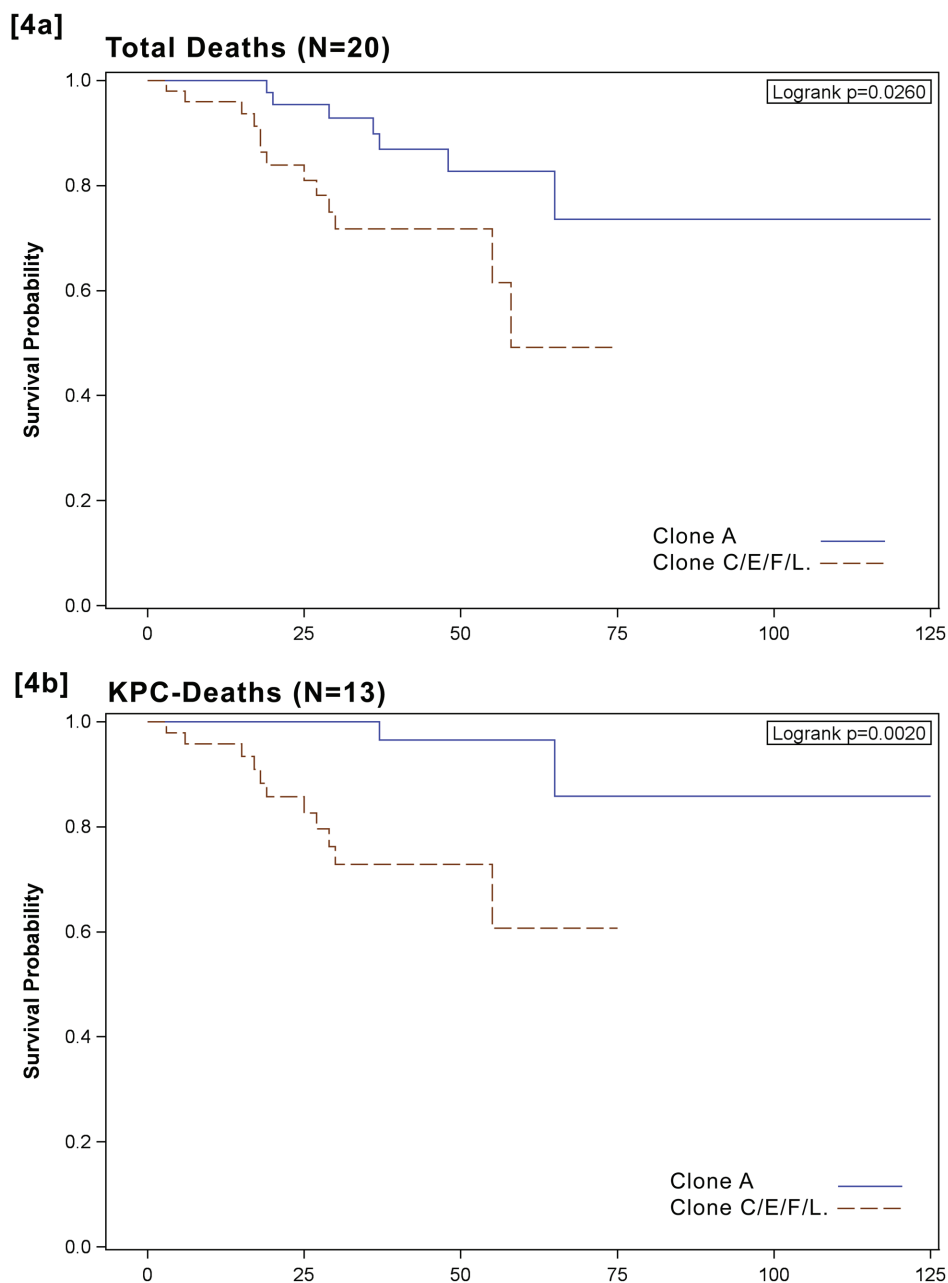 [4a]
Total Deaths (N=20)
Logrank p=0.0260
1.0
0.8
0.6
0.4
0.2
0.0
Survival Probability
Clone A
Clone C/E/F/L.
0 25 50 75 100 125
[4b]
KPC-Deaths (N=13)
Logrank p=0.0020
1.0
0.8
0.6
0.4
0.2
0.0
Survival Probability
Clone A
Clone C/E/F/L.
0 25 50 75 100 125